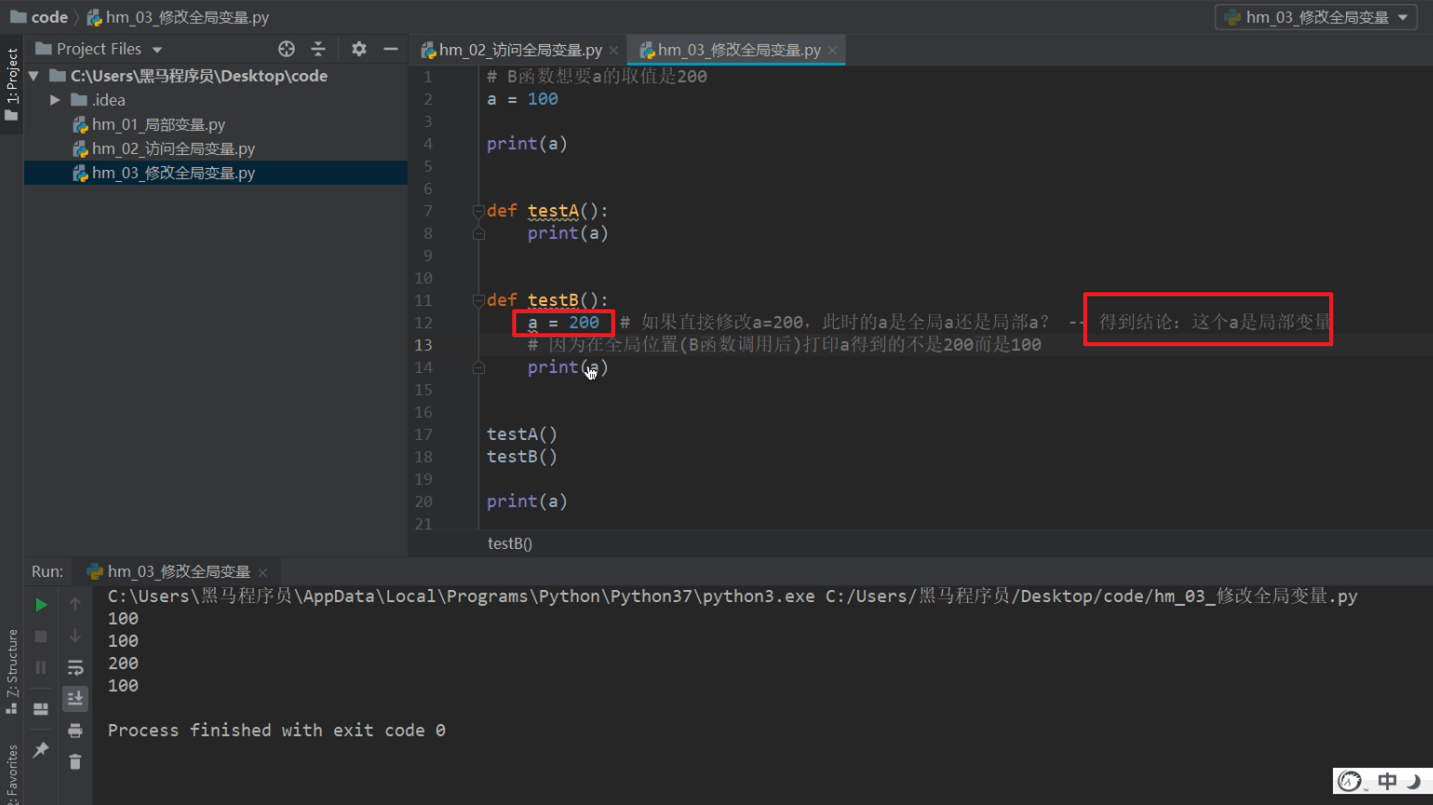 code hm_03_修改全局变量.py hm_03_修改全局变量
1: Project
Project Files
hm_02_访问全局变量.py hm_03_修改全局变量.py
C:\Users\黑马程序员\Desktop\code
.idea
hm_01_局部变量.py
hm_02_访问全局变量.py
hm_03_修改全局变量.py
1 # B函数想要a的取值是200
2 a = 100
3
4 print(a)
5
6
7 def testA():
8     print(a)
9
10
11 def testB():
12     a = 200 # 如果直接修改a=200，此时的a是全局a还是局部a？ -- 得到结论：这个a是局部变量
13     # 因为在全局位置(B函数调用后)打印a得到的不是200而是100
14     print(a)
15
16
17 testA()
18 testB()
19
20 print(a)
21
testB()
Run: hm_03_修改全局变量
C:\Users\黑马程序员\AppData\Local\Programs\Python\Python37\python3.exe C:/Users/黑马程序员/Desktop/code/hm_03_修改全局变量.py
100
100
200
100
Process finished with exit code 0
Z: Structure
Favorites
中